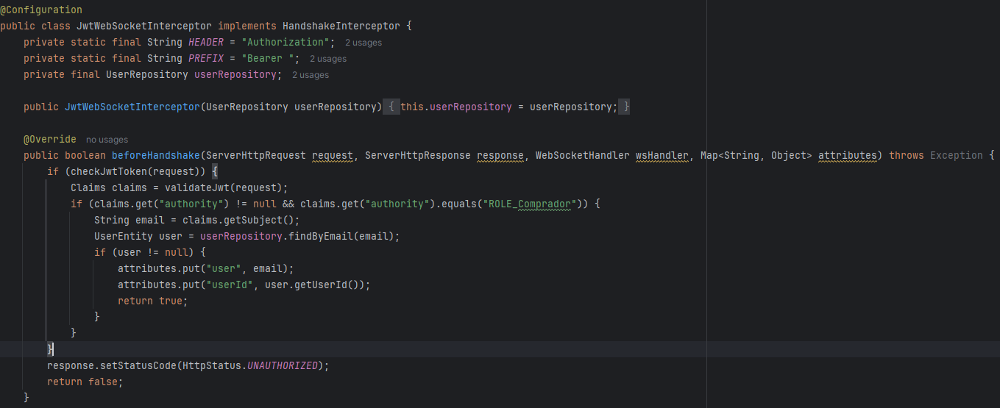 @Configuration
public class JwtWebSocketInterceptor implements HandshakeInterceptor {
    private static final String HEADER = "Authorization";  2 usages
    private static final String PREFIX = "Bearer ";  2 usages
    private final UserRepository userRepository;  2 usages
    public JwtWebSocketInterceptor(UserRepository userRepository) { this.userRepository = userRepository; }
    @Override  no usages
    public boolean beforeHandshake(ServerHttpRequest request, ServerHttpResponse response, WebSocketHandler wsHandler, Map<String, Object> attributes) throws Exception {
        if (checkJwtToken(request)) {
            Claims claims = validateJwt(request);
            if (claims.get("authority") != null && claims.get("authority").equals("ROLE_Comprador")) {
                String email = claims.getSubject();
                UserEntity user = userRepository.findByEmail(email);
                if (user != null) {
                    attributes.put("user", email);
                    attributes.put("userId", user.getUserId());
                    return true;
                }
            }
        }
        response.setStatusCode(HttpStatus.UNAUTHORIZED);
        return false;
    }